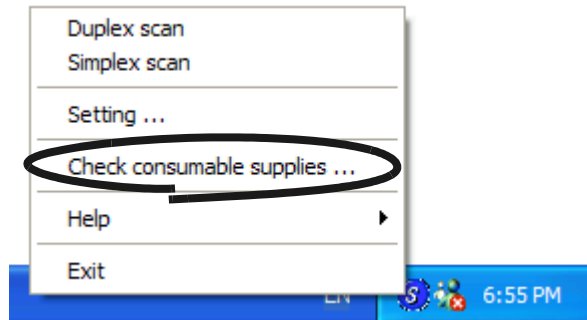 Duplex scan
Simplex scan
Setting ...
Check consumable supplies ...
Help
Exit
EN
S
6:55 PM